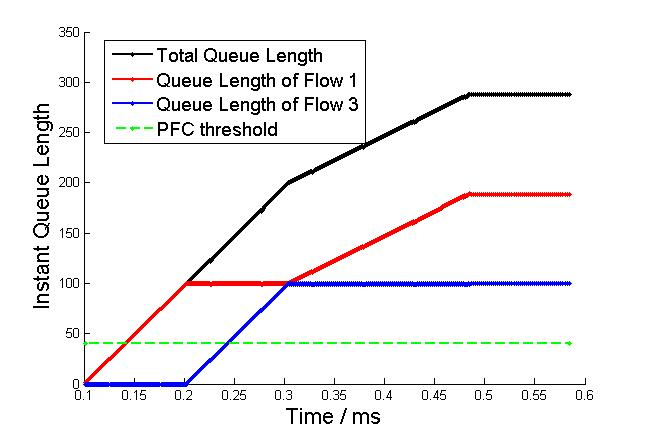 350
300
250
200
150
100
50
0
Instant Queue Length
Total Queue Length
Queue Length of Flow 1
Queue Length of Flow 3
PFC threshold
0.1 0.15 0.2 0.25 0.3 0.35 0.4 0.45 0.5 0.55 0.6
Time / ms